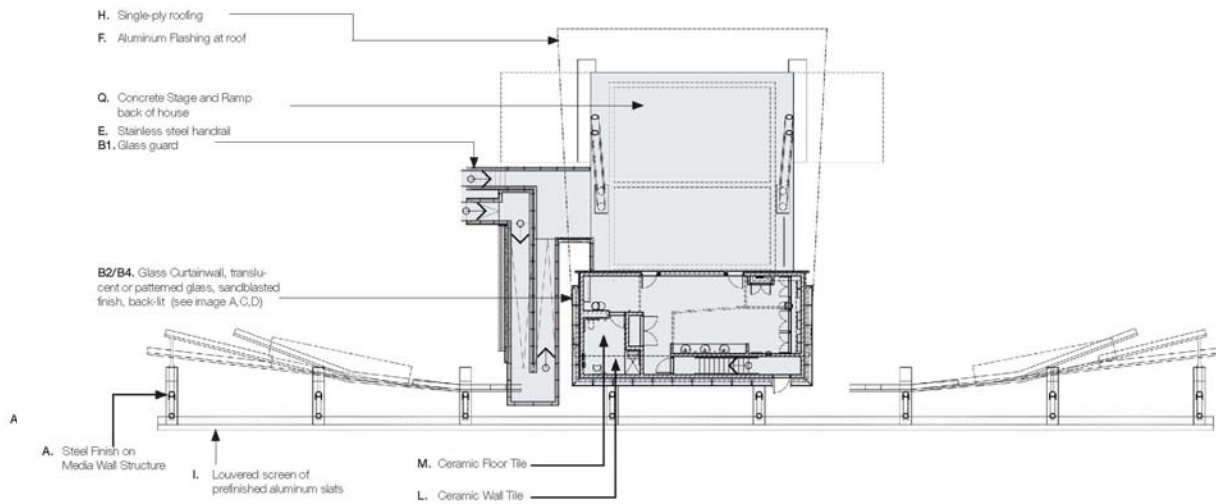 H. Single-ply roofing
F. Aluminum Flashing at roof
Q. Concrete Stage and Ramp
back of house
E. Stainless steel handrail
B1. Glass guard
B2/B4. Glass Curtainwall, translu-
cent or patterned glass, sandblasted
finish, back-lit (see image A,C,D)
A
A. Steel Finish on
Media Wall Structure
I. Louvered screen of
prefinished aluminum slats
M. Ceramic Floor Tile
L. Ceramic Wall Tile